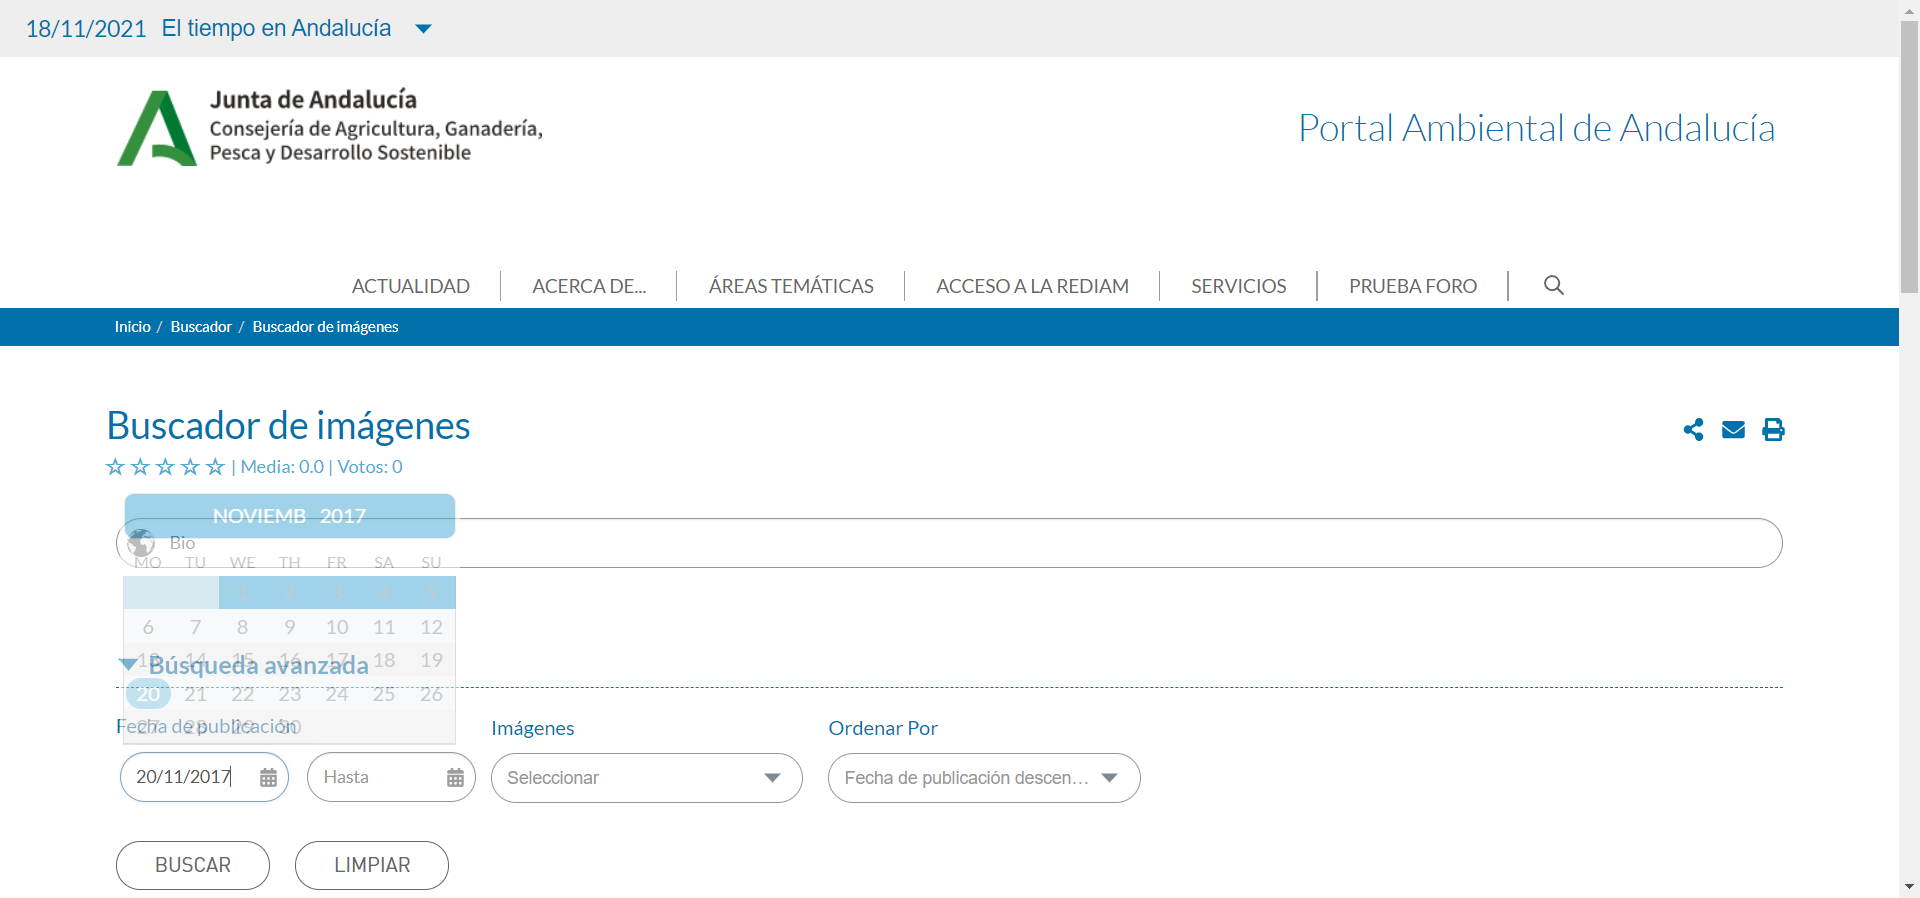 18/11/2021 El tiempo en Andalucía
Junta de Andalucía
Consejería de Agricultura, Ganadería,
Pesca y Desarrollo Sostenible
Portal Ambiental de Andalucía
ACTUALIDAD ACERCA DE... ÁREAS TEMÁTICAS ACCESO A LA REDIAM SERVICIOS PRUEBA FORO
Inicio / Buscador / Buscador de imágenes
Buscador de imágenes
| Media: 0.0 | Votos: 0
NOVIEMB 2017
Bio
MO TU WE TH FR SA SU
1 2 3 4 5
6 7 8 9 10 11 12
13 14 15 16 17 18 19
Búsqueda avanzada
20 21 22 23 24 25 26
27 28 29 30
Fecha de publicación Imágenes Ordenar Por
20/11/2017 Hasta Seleccionar Fecha de publicación descen...
BUSCAR LIMPIAR